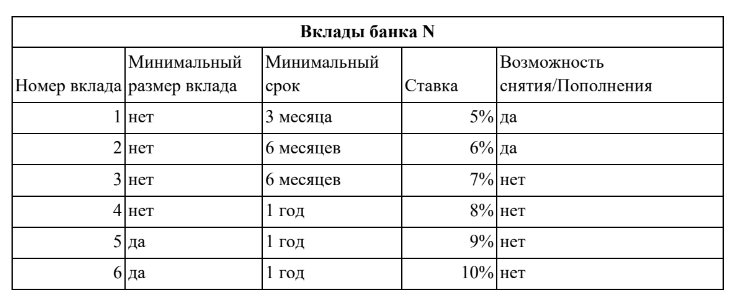 Вклады банка N
Номер вклада Минимальный размер вклада Минимальный срок Ставка Возможность снятия/Пополнения
1 нет 3 месяца 5% да
2 нет 6 месяцев 6% да
3 нет 6 месяцев 7% нет
4 нет 1 год 8% нет
5 да 1 год 9% нет
6 да 1 год 10% нет